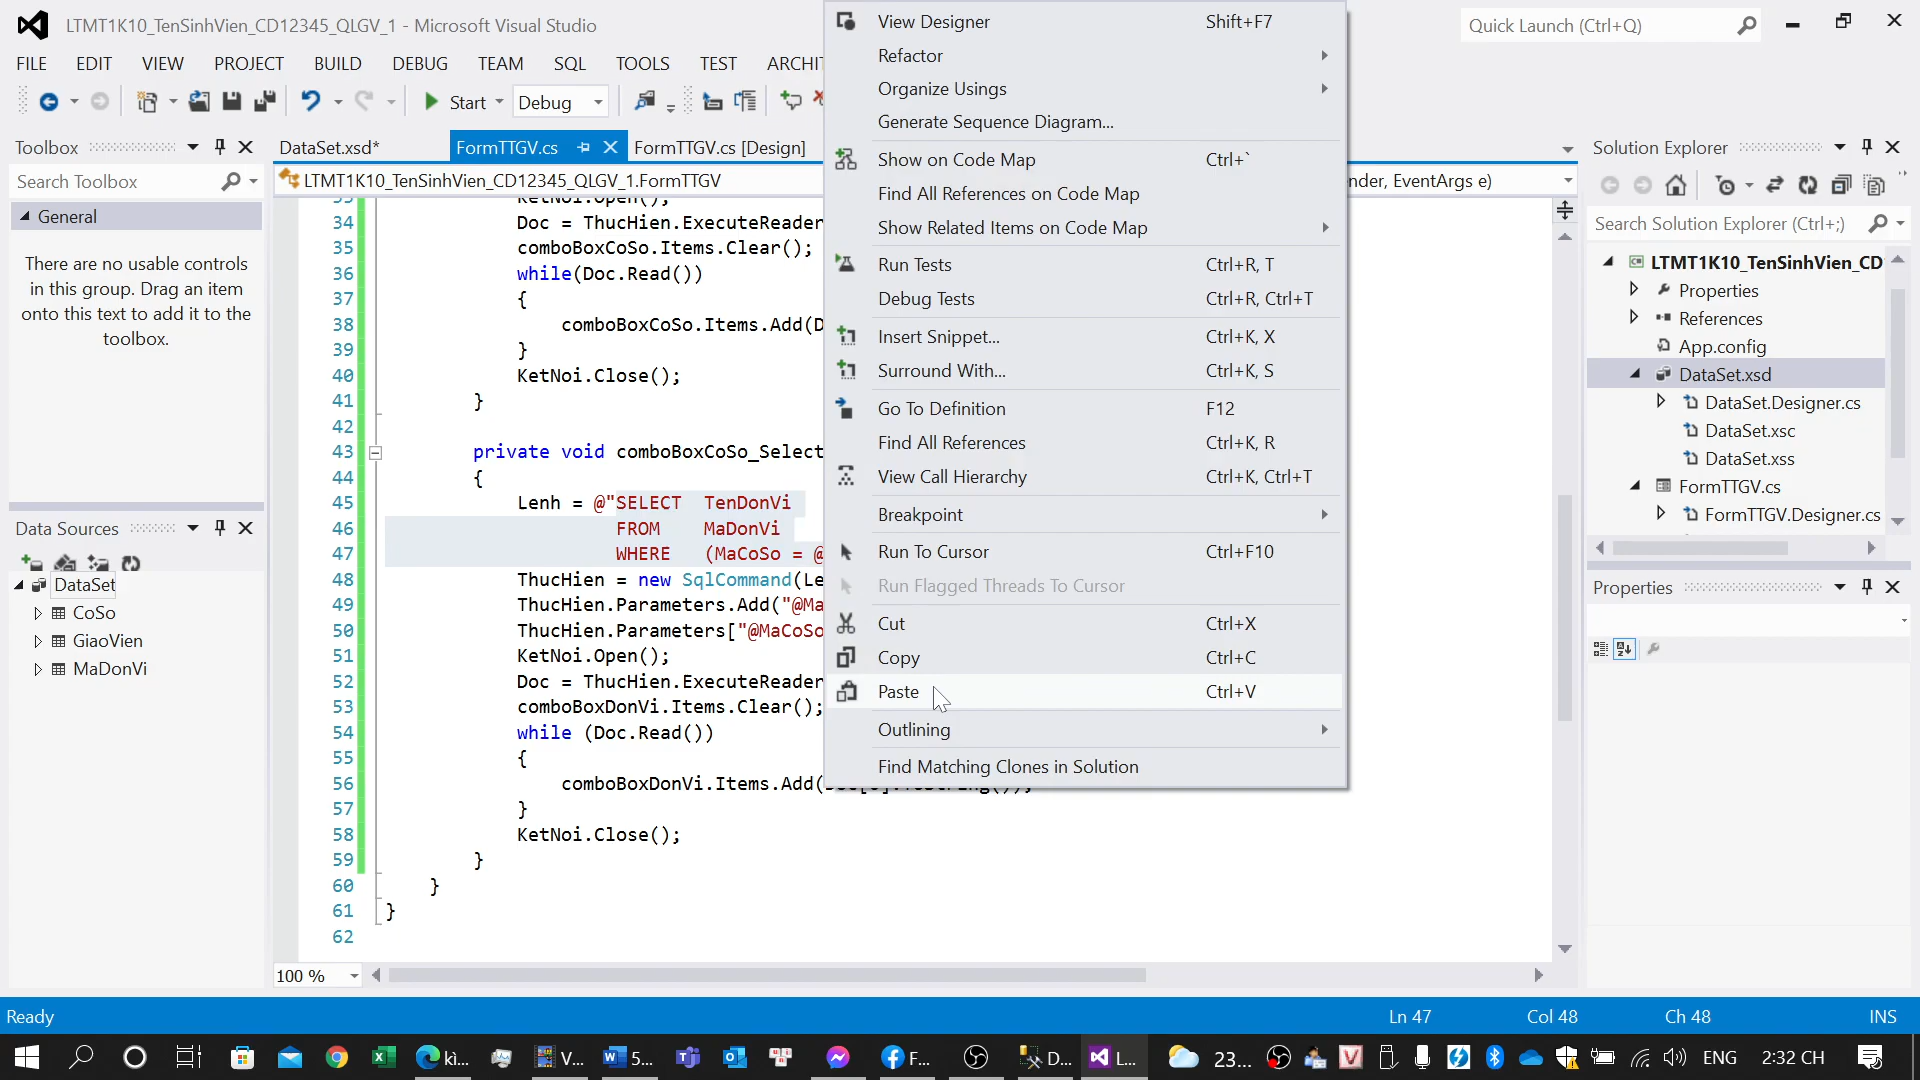 LTMT1K10_TenSinhVien_CD12345_QLGV_1 - Microsoft Visual Studio
Quick Launch (Ctrl+Q)
FILE EDIT VIEW PROJECT BUILD DEBUG TEAM SQL TOOLS TEST ARCHI
Start Debug
Toolbox
Search Toolbox
General
There are no usable controls
in this group. Drag an item
onto this text to add it to the
toolbox.
Data Sources
DataSet
CoSo
GiaoVien
MaDonVi
DataSet.xsd* FormTTGV.cs FormTTGV.cs [Design]
LTMT1K10_TenSinhVien_CD12345_QLGV_1.FormTTGV
nder, EventArgs e)
33 KetNoi.Open();
34 Doc = ThucHien.ExecuteReader
35 comboBoxCoSo.Items.Clear();
36 while(Doc.Read())
37 {
38 comboBoxCoSo.Items.Add(D
39 }
40 KetNoi.Close();
41 }
42
43 private void comboBoxCoSo_Select
44 {
45 Lenh = @"SELECT TenDonVi
46 FROM MaDonVi
47 WHERE (MaCoSo = @
48 ThucHien = new SqlCommand(Le
49 ThucHien.Parameters.Add("@Ma
50 ThucHien.Parameters["@MaCoSo
51 KetNoi.Open();
52 Doc = ThucHien.ExecuteReader
53 comboBoxDonVi.Items.Clear();
54 while (Doc.Read())
55 {
56 comboBoxDonVi.Items.Add(Doc[0].ToString());
57 }
58 KetNoi.Close();
59 }
60 }
61 }
62
100 %
View Designer Shift+F7
Refactor
Organize Usings
Generate Sequence Diagram...
Show on Code Map Ctrl+`
Find All References on Code Map
Show Related Items on Code Map
Run Tests Ctrl+R, T
Debug Tests Ctrl+R, Ctrl+T
Insert Snippet... Ctrl+K, X
Surround With... Ctrl+K, S
Go To Definition F12
Find All References Ctrl+K, R
View Call Hierarchy Ctrl+K, Ctrl+T
Breakpoint
Run To Cursor Ctrl+F10
Run Flagged Threads To Cursor
Cut Ctrl+X
Copy Ctrl+C
Paste Ctrl+V
Outlining
Find Matching Clones in Solution
Solution Explorer
Search Solution Explorer (Ctrl+;)
LTMT1K10_TenSinhVien_CD
Properties
References
App.config
DataSet.xsd
DataSet.Designer.cs
DataSet.xsc
DataSet.xss
FormTTGV.cs
FormTTGV.Designer.cs
Properties
Ready Ln 47 Col 48 Ch 48 INS
kì... V... 5... F... D... L... 23... ENG 2:32 CH